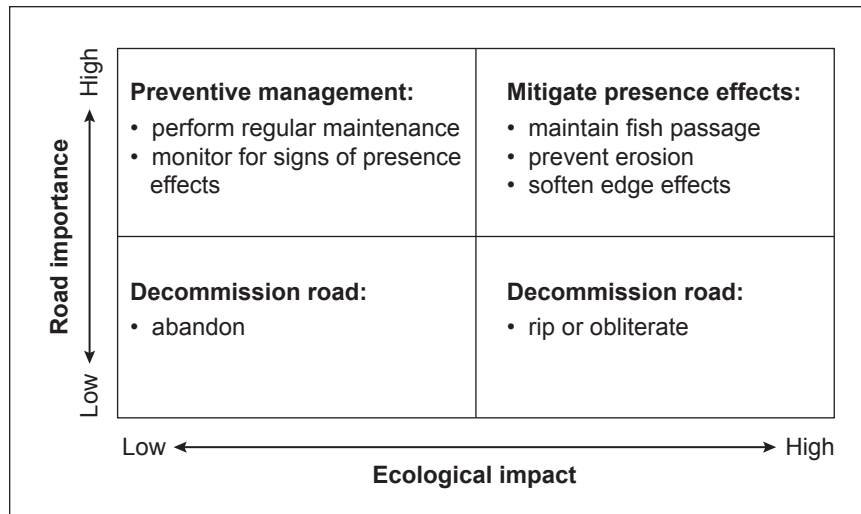 High
Preventive management:
• perform regular maintenance
• monitor for signs of presence
effects
Mitigate presence effects:
• maintain fish passage
• prevent erosion
• soften edge effects
Road importance
Decommission road:
• abandon
Decommission road:
• rip or obliterate
Low
Low
High
Ecological impact